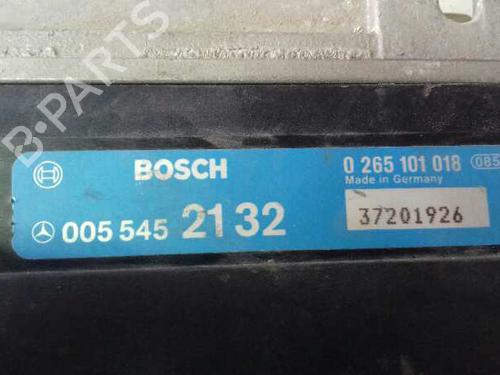 B-PARTS
BOSCH
0 265 101 018 085
Made in Germany
005 545 21 32
37201926